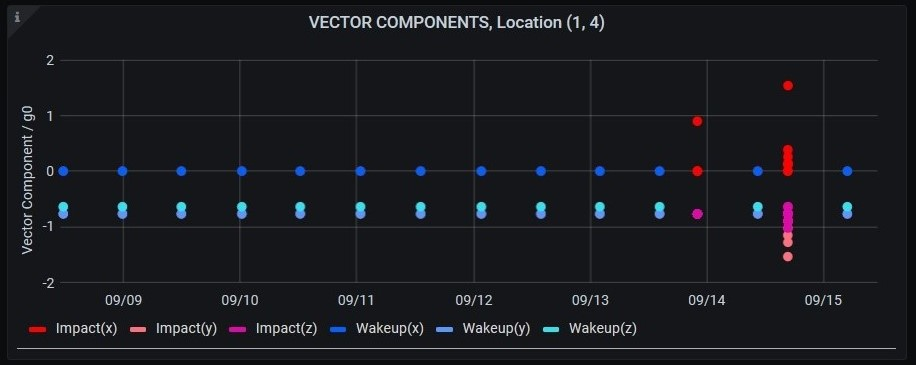 i
VECTOR COMPONENTS, Location (1, 4)
Vector Component / g0
2
1
0
-1
-2
09/09 09/10 09/11 09/12 09/13 09/14 09/15
Impact(x) Impact(y) Impact(z) Wakeup(x) Wakeup(y) Wakeup(z)